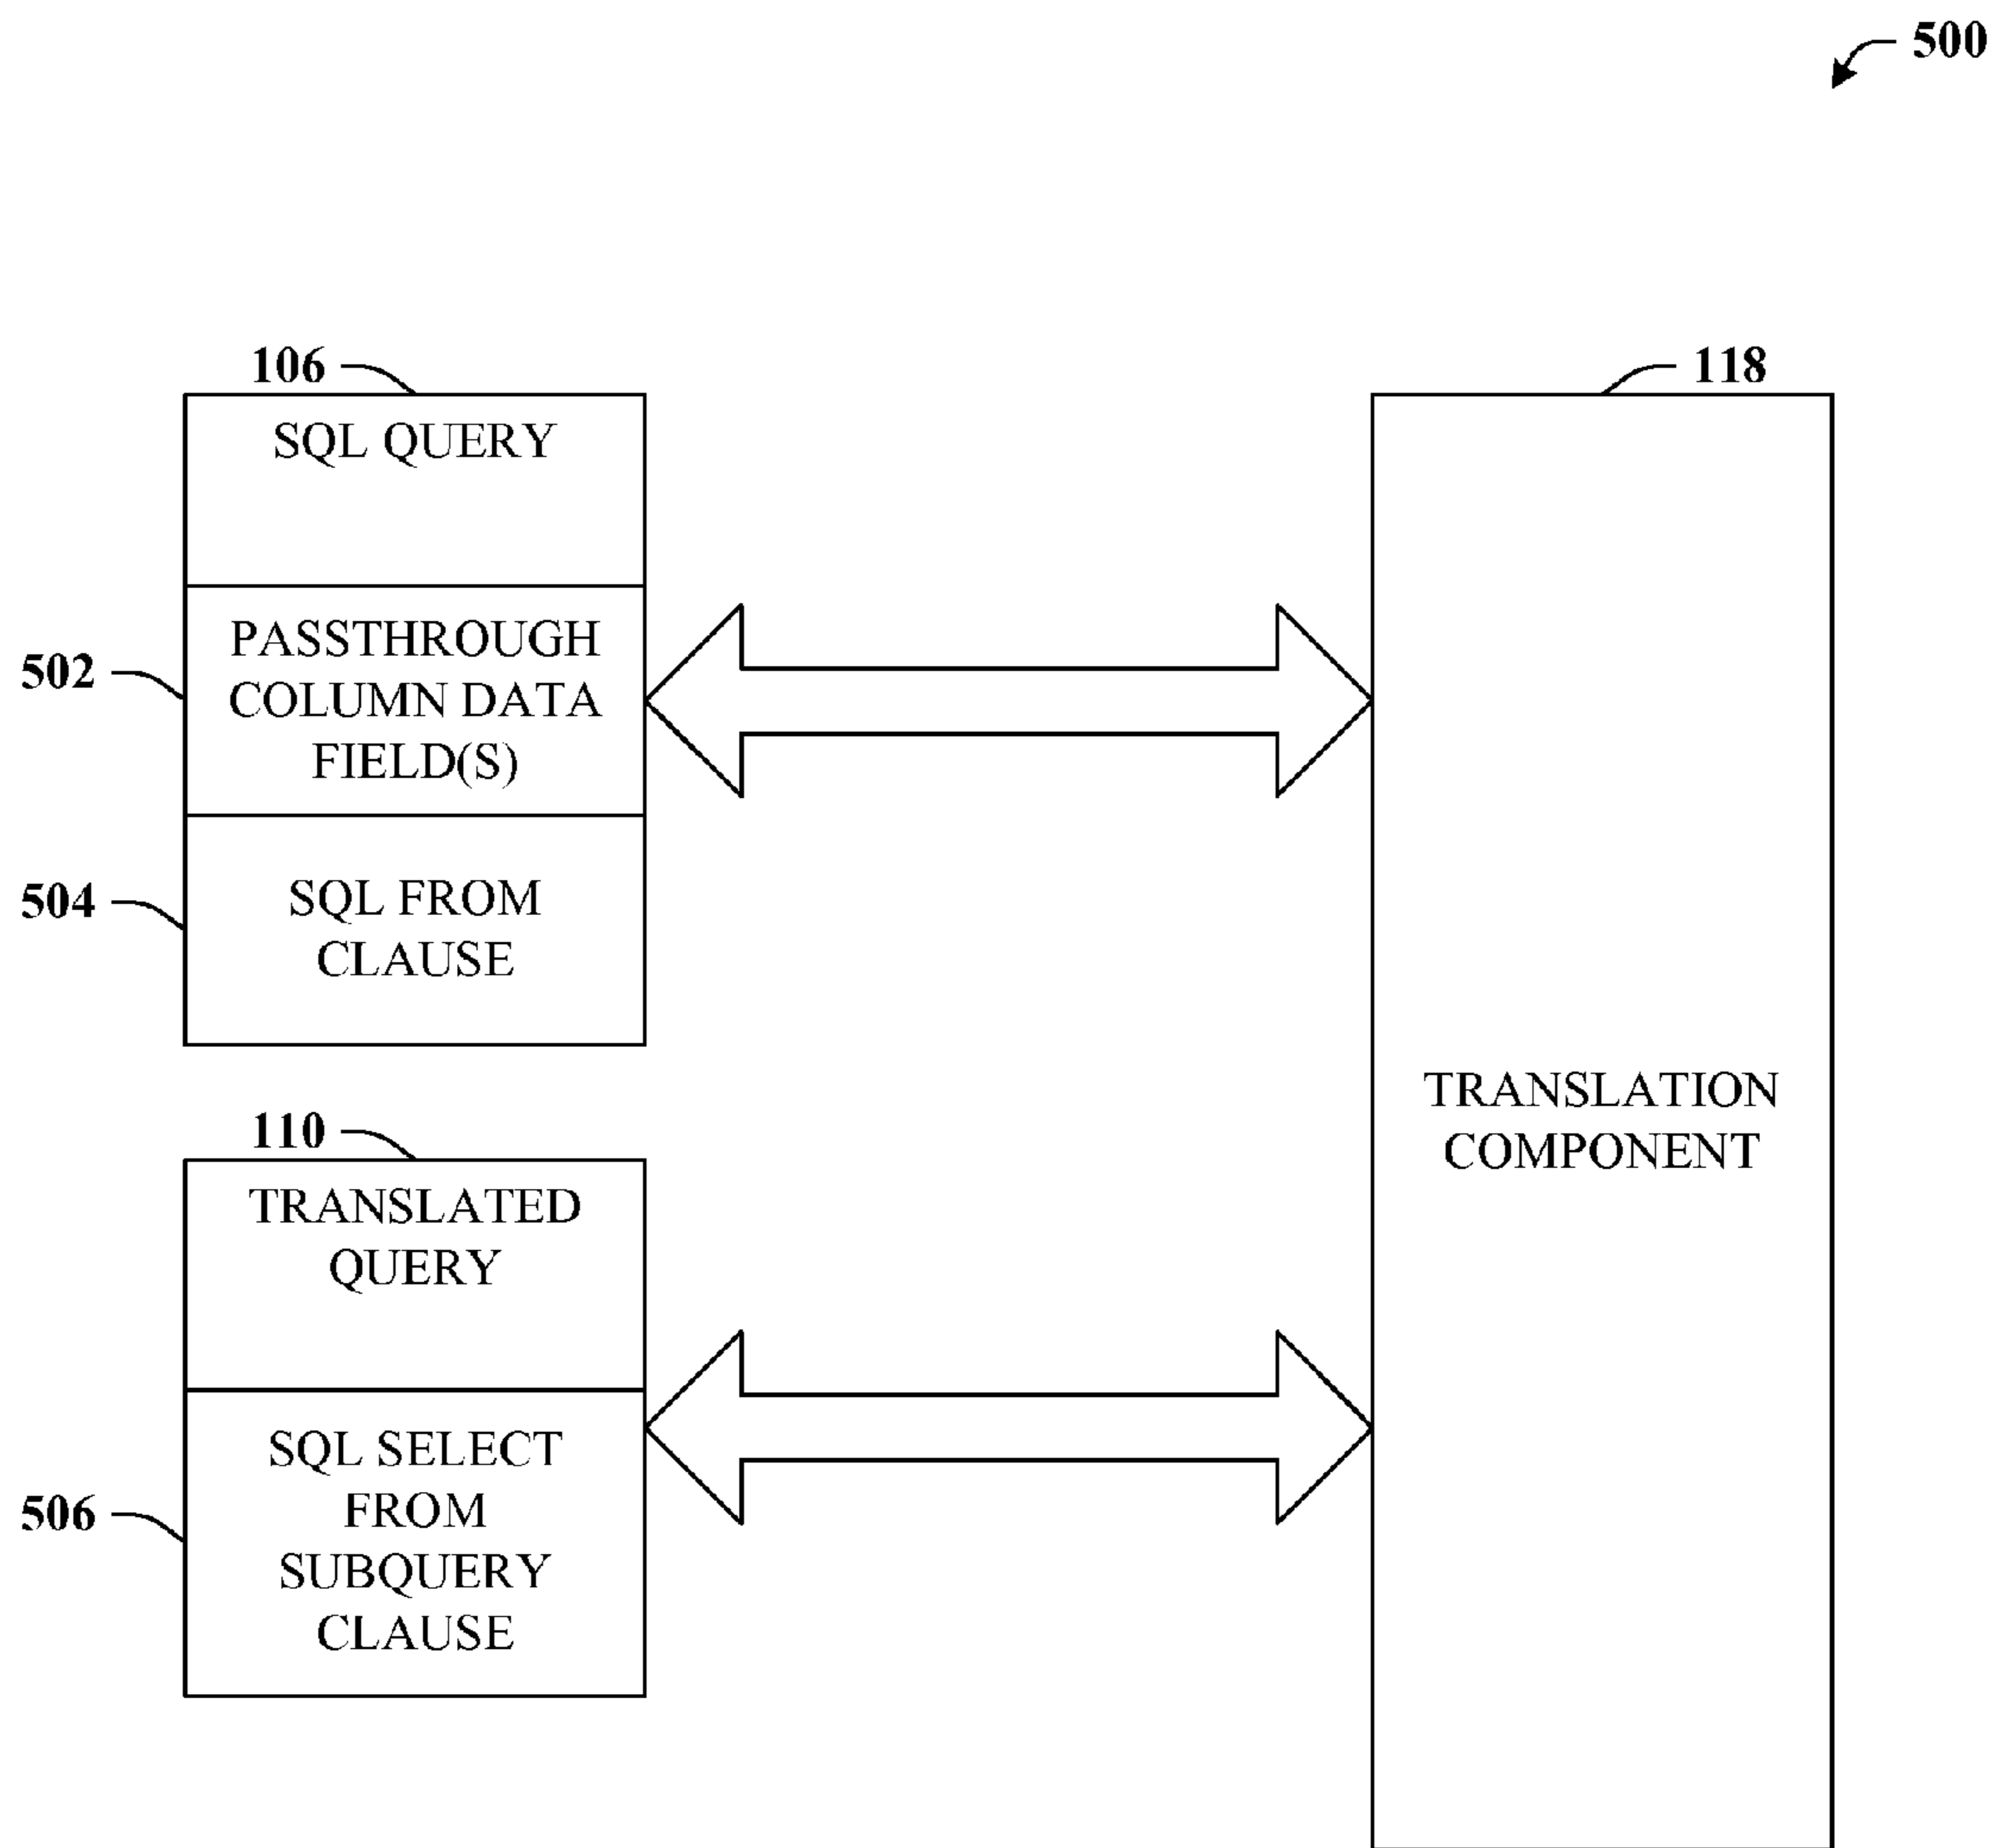 500
106
118
SQL QUERY
502
PASSTHROUGH
COLUMN DATA
FIELD(S)
504
SQL FROM
CLAUSE
110
TRANSLATED
QUERY
506
SQL SELECT
FROM
SUBQUERY
CLAUSE
TRANSLATION
COMPONENT